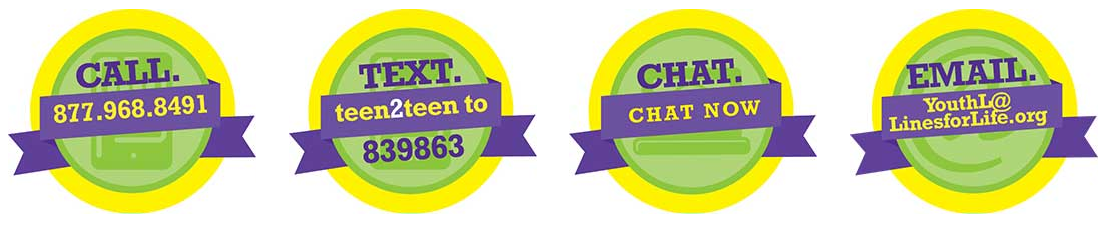 CALL.
877.968.8491
TEXT.
teen2teen to
839863
CHAT.
CHAT NOW
EMAIL.
YouthL@
LinesforLife.org